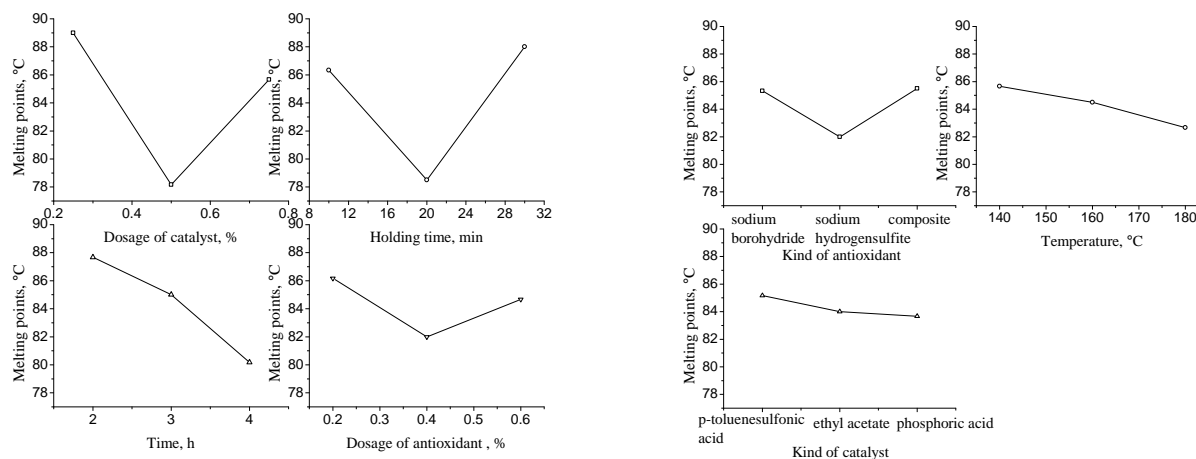 90
88
86
84
82
80
78
Melting points, °C
0.2 0.4 0.6 0.8
Dosage of catalyst, %
90
88
86
84
82
80
78
Melting points, °C
8 12 16 20 24 28 32
Holding time, min
90
88
86
84
82
80
78
Melting points, °C
2 3 4
Time, h
90
88
86
84
82
80
78
Melting points, °C
0.2 0.3 0.4 0.5 0.6
Dosage of antioxidant , %
90
88
86
84
82
80
78
Melting points, °C
sodium sodium composite
borohydride hydrogensulfite
Kind of antioxidant
90
88
86
84
82
80
78
Melting points, °C
140 150 160 170 180
Temperature, °C
90
88
86
84
82
80
78
Melting points, °C
p-toluenesulfonic ethyl acetate phosphoric acid
acid
Kind of catalyst